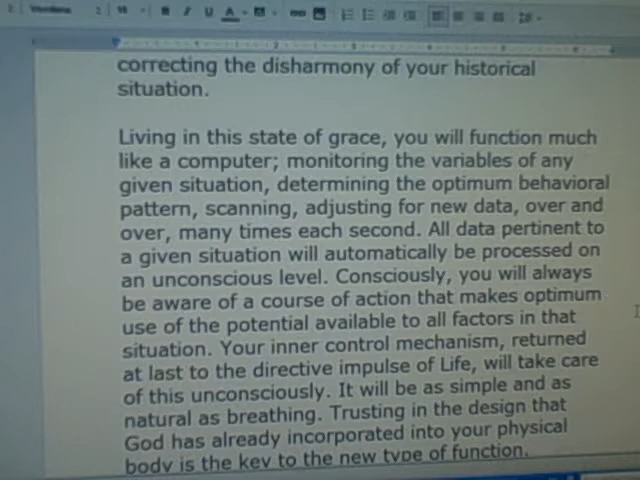 Verdana
correcting the disharmony of your historical
situation.
Living in this state of grace, you will function much
like a computer; monitoring the variables of any
given situation, determining the optimum behavioral
pattern, scanning, adjusting for new data, over and
over, many times each second. All data pertinent to
a given situation will automatically be processed on
an unconscious level. Consciously, you will always
be aware of a course of action that makes optimum
use of the potential available to all factors in that
situation. Your inner control mechanism, returned
at last to the directive impulse of Life, will take care
of this unconsciously. It will be as simple and as
natural as breathing. Trusting in the design that
God has already incorporated into your physical
body is the key to the new type of function.